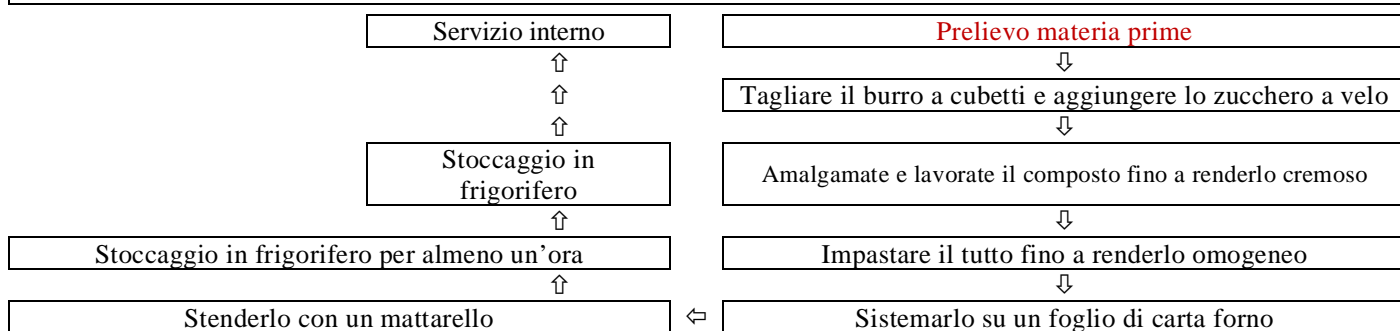 Servizio interno
Prelievo materia prime
Tagliare il burro a cubetti e aggiungere lo zucchero a velo
Stoccaggio in
frigorifero
Amalgamate e lavorate il composto fino a renderlo cremoso
Stoccaggio in frigorifero per almeno un’ora
Impastare il tutto fino a renderlo omogeneo
Stenderlo con un mattarello
Sistemarlo su un foglio di carta forno